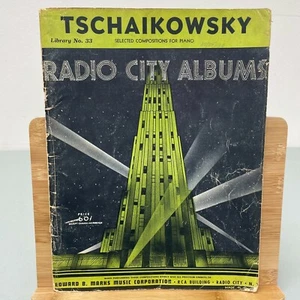 TSCHAIKOWSKY
Library No. 33
SELECTED COMPOSITIONS FOR PIANO
RADIO CITY ALBUMS
PRICE
60¢
EDWARD B. MARKS MUSIC CORPORATION • RCA BUILDING • RADIO CITY • N.